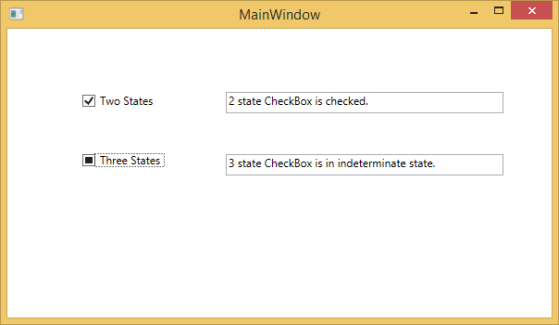 MainWindow
Two States
2 state CheckBox is checked.
Three States
3 state CheckBox is in indeterminate state.